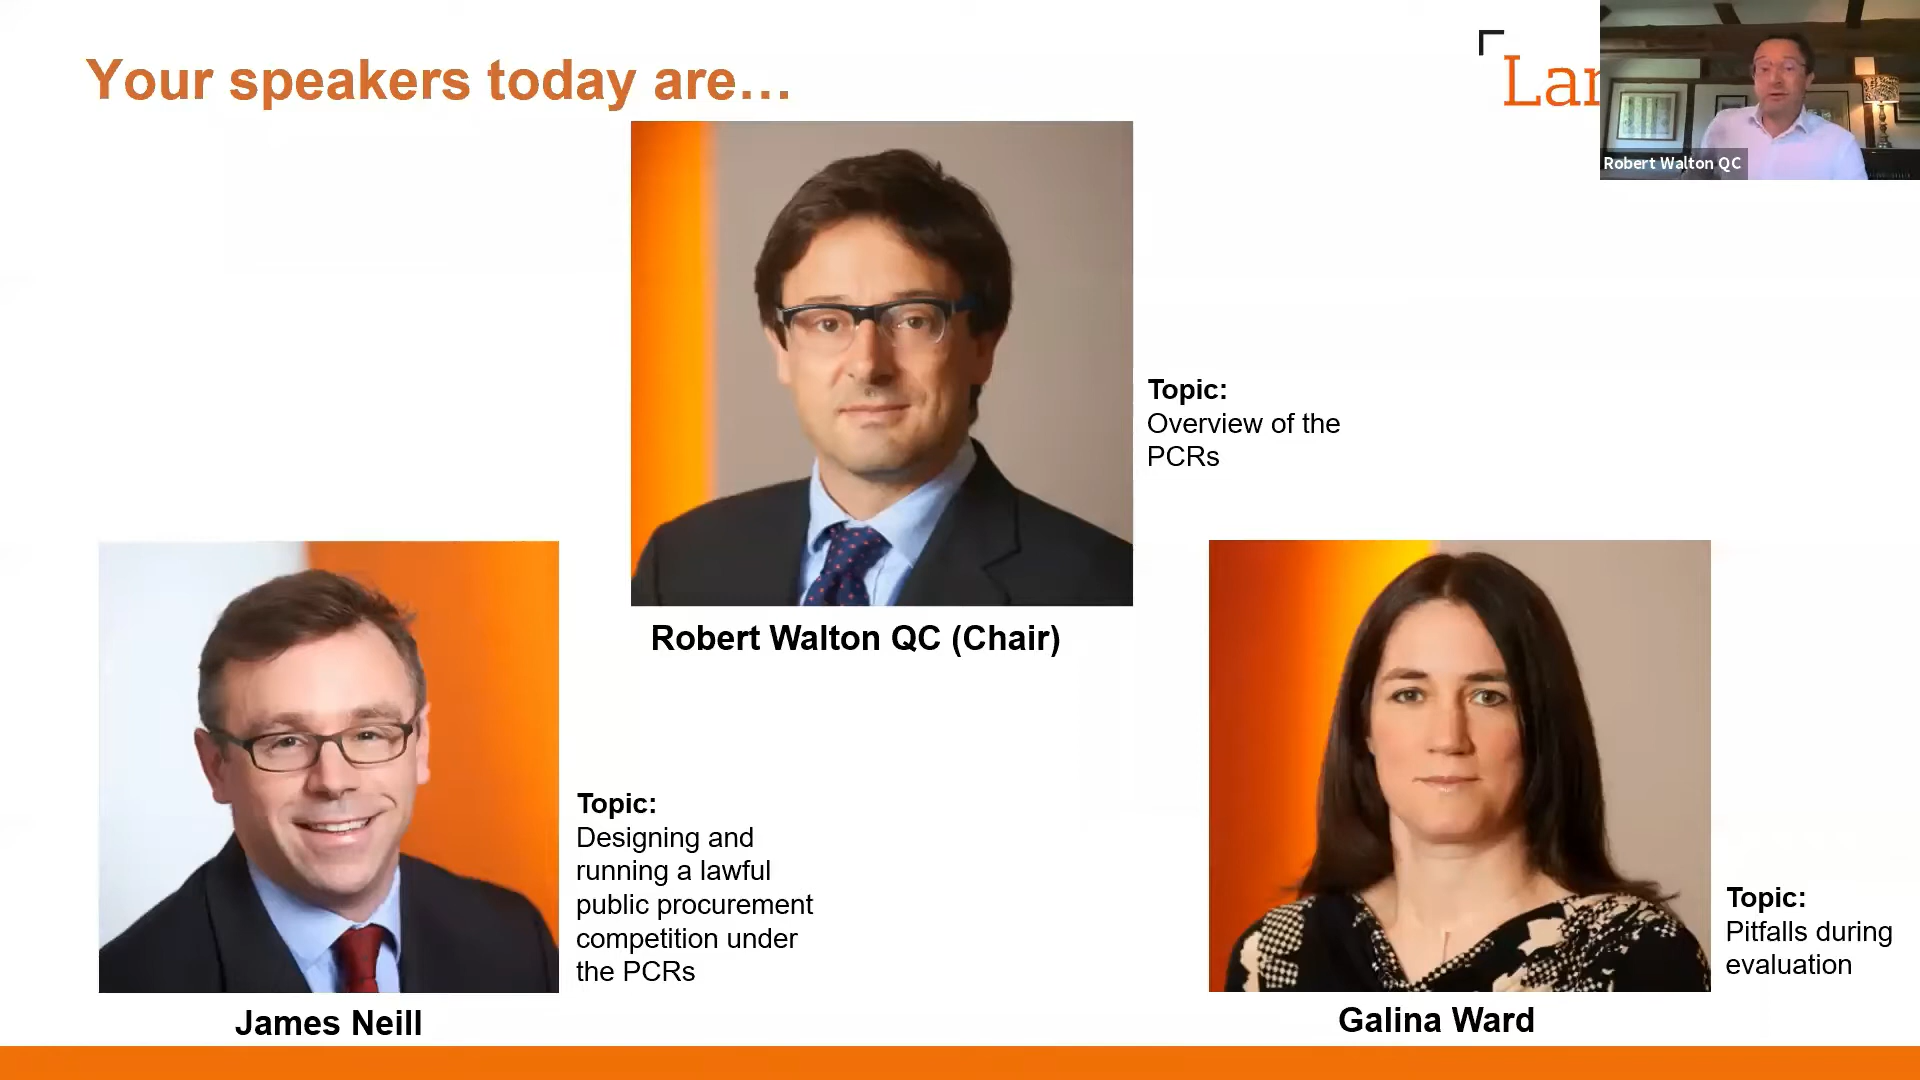 Your speakers today are...
Lar
Robert Walton QC
Topic:
Overview of the
PCRs
Robert Walton QC (Chair)
Topic:
Designing and
running a lawful
public procurement
competition under
the PCRs
James Neill
Topic:
Pitfalls during
evaluation
Galina Ward